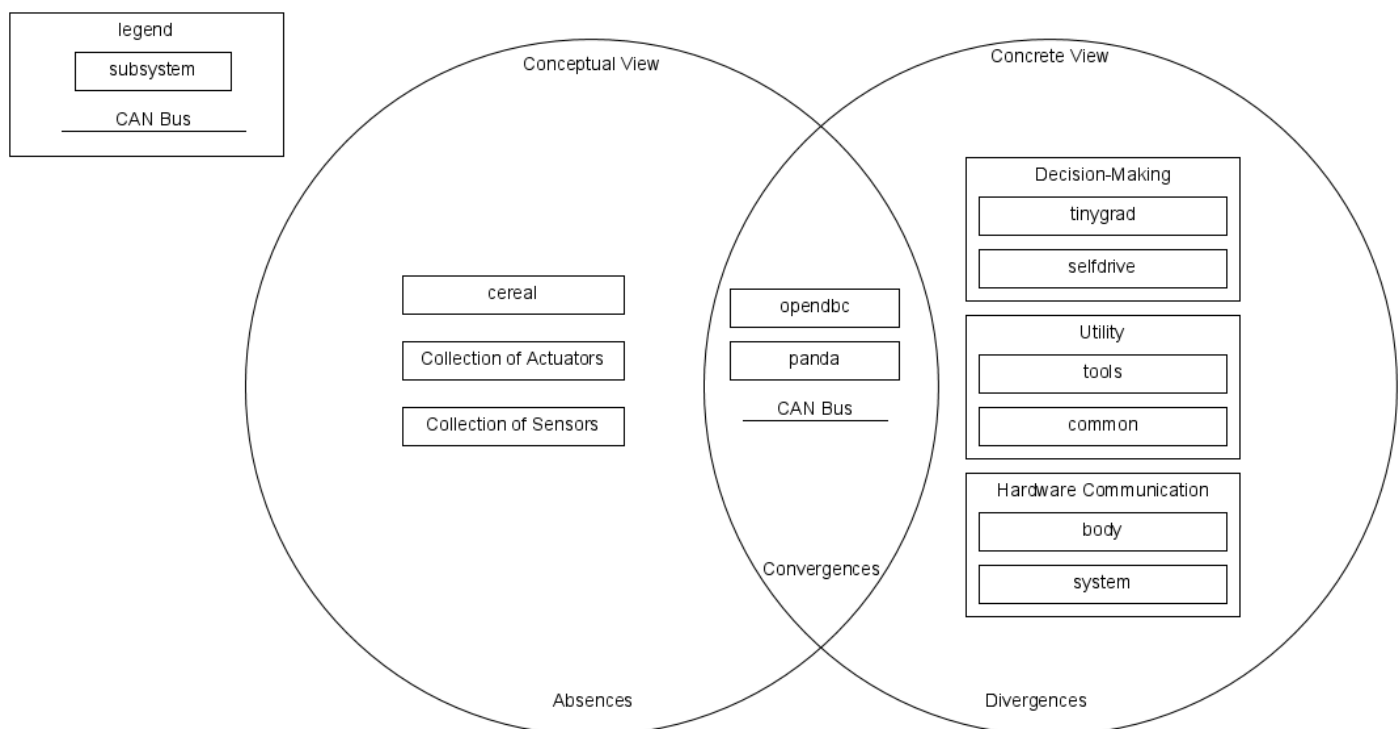 legend
subsystem
CAN Bus
Conceptual View
cereal
Collection of Actuators
Collection of Sensors
Absences
opendbc
panda
CAN Bus
Convergences
Concrete View
Decision-Making
tinygrad
selfdrive
Utility
tools
common
Hardware Communication
body
system
Divergences